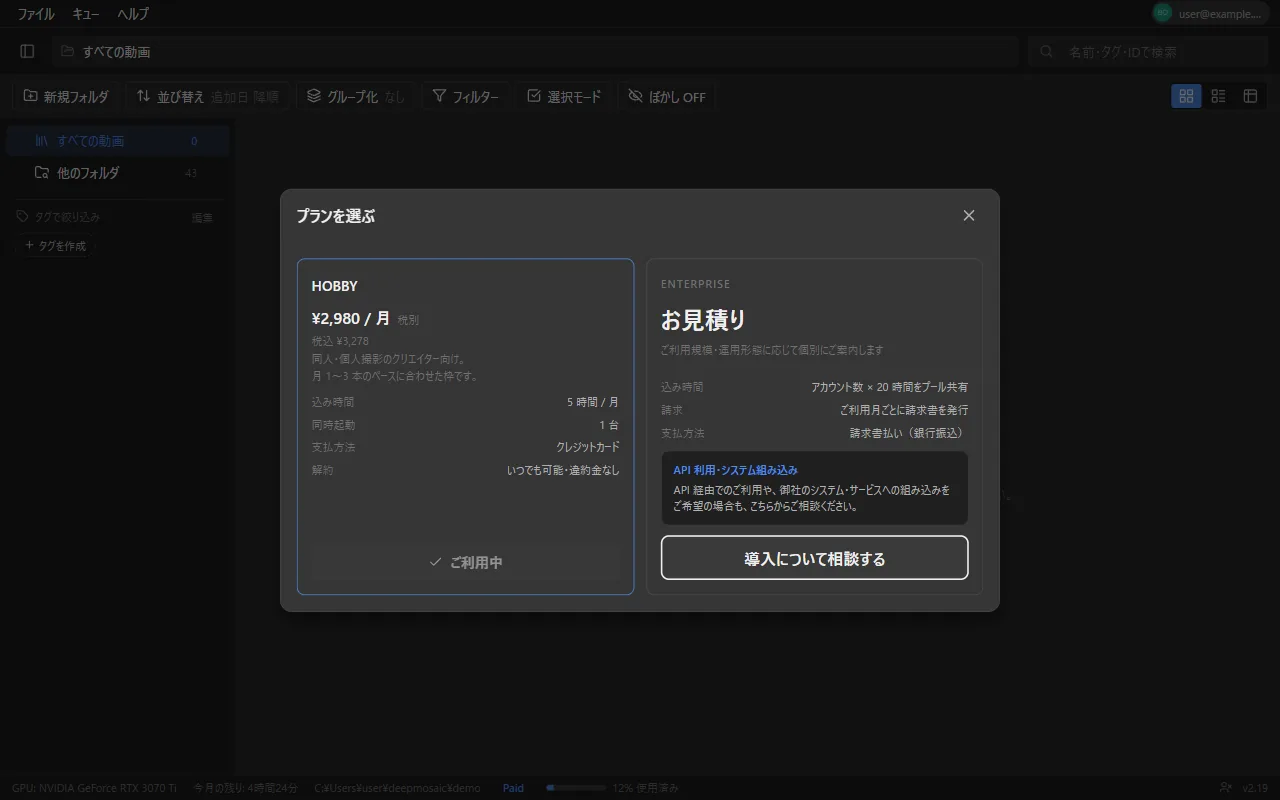 ファイル キュー ヘルプ
user@example....
すべての動画
名前・タグ・IDで検索
新規フォルダ 並び替え 追加日 降順 グループ化 なし フィルター 選択モード ぼかし OFF
すべての動画 0
他のフォルダ 43
タグで絞り込み 編集
+ タグを作成
プランを選ぶ
HOBBY
¥2,980 / 月 税別
税込 ¥3,278
同人・個人撮影のクリエイター向け。
月 1〜3 本のペースに合わせた枠です。
込み時間 5 時間 / 月
同時起動 1 台
支払方法 クレジットカード
解約 いつでも可能・違約金なし
ご利用中
ENTERPRISE
お見積り
ご利用規模・運用形態に応じて個別にご案内します
込み時間 アカウント数 × 20 時間をプール共有
請求 ご利用月ごとに請求書を発行
支払方法 請求書払い（銀行振込）
API 利用・システム組み込み
API 経由でのご利用や、御社のシステム・サービスへの組み込みを
ご希望の場合も、こちらからご相談ください。
導入について相談する
GPU: NVIDIA GeForce RTX 3070 Ti 今月の残り: 4時間24分 C:¥Users¥user¥deepmosaic¥demo Paid 12% 使用済み v2.19